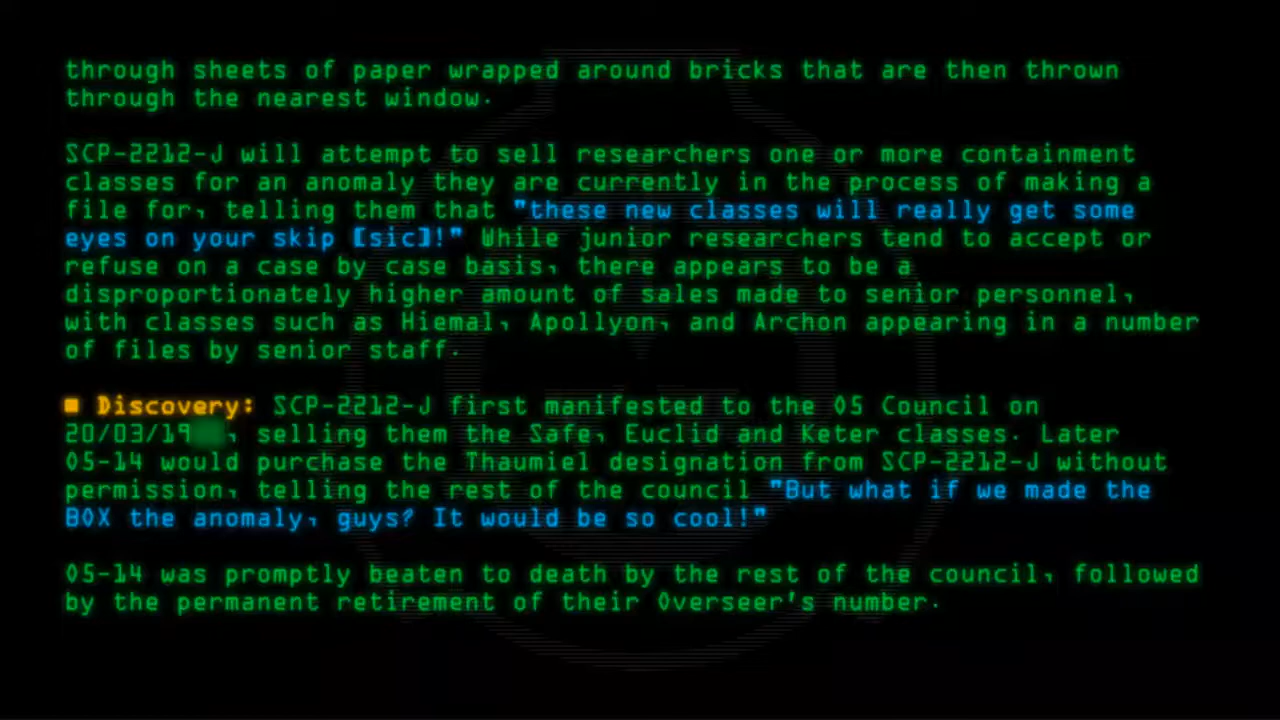 through sheets of paper wrapped around bricks that are then thrown
through the nearest window.
SCP-2212-J will attempt to sell researchers one or more containment
classes for an anomaly they are currently in the process of making a
file for, telling them that "these new classes will really get some
eyes on your skip [sic]!" While junior researchers tend to accept or
refuse on a case by case basis, there appears to be a
disproportionately higher amount of sales made to senior personnel,
with classes such as Hiemal, Apollyon, and Archon appearing in a number
of files by senior staff.
■ Discovery: SCP-2212-J first manifested to the O5 Council on
20/03/19██, selling them the Safe, Euclid and Keter classes. Later
O5-14 would purchase the Thaumiel designation from SCP-2212-J without
permission, telling the rest of the council "But what if we made the
BOX the anomaly, guys? It would be so cool!"
O5-14 was promptly beaten to death by the rest of the council, followed
by the permanent retirement of their Overseer's number.